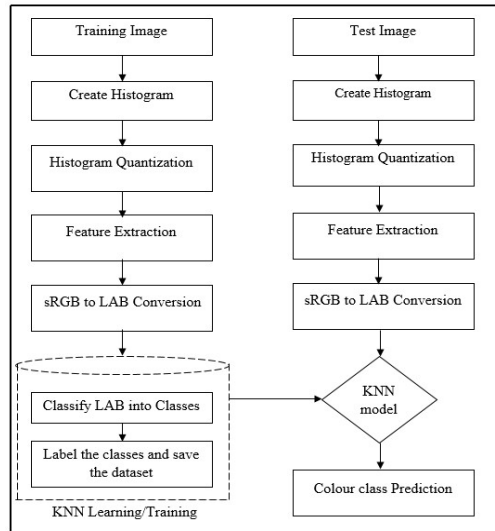 Training Image
Create Histogram
Histogram Quantization
Feature Extraction
sRGB to LAB Conversion
Classify LAB into Classes
Label the classes and save
the dataset
KNN Learning/Training
Test Image
Create Histogram
Histogram Quantization
Feature Extraction
sRGB to LAB Conversion
KNN
model
Colour class Prediction